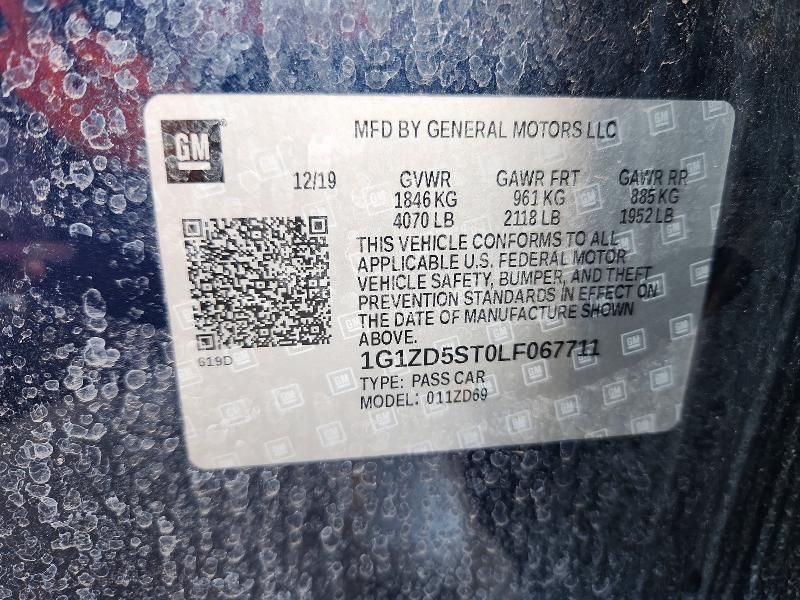 GM
MFD BY GENERAL MOTORS LLC
12/19 GVWR GAWR FRT GAWR RR
1846 KG 961 KG 885 KG
4070 LB 2118 LB 1952 LB
THIS VEHICLE CONFORMS TO ALL
APPLICABLE U.S. FEDERAL MOTOR
VEHICLE SAFETY, BUMPER, AND THEFT
PREVENTION STANDARDS IN EFFECT ON
THE DATE OF MANUFACTURE SHOWN
ABOVE.
619D
1G1ZD5ST0LF067711
TYPE: PASS CAR
MODEL: 011ZD69